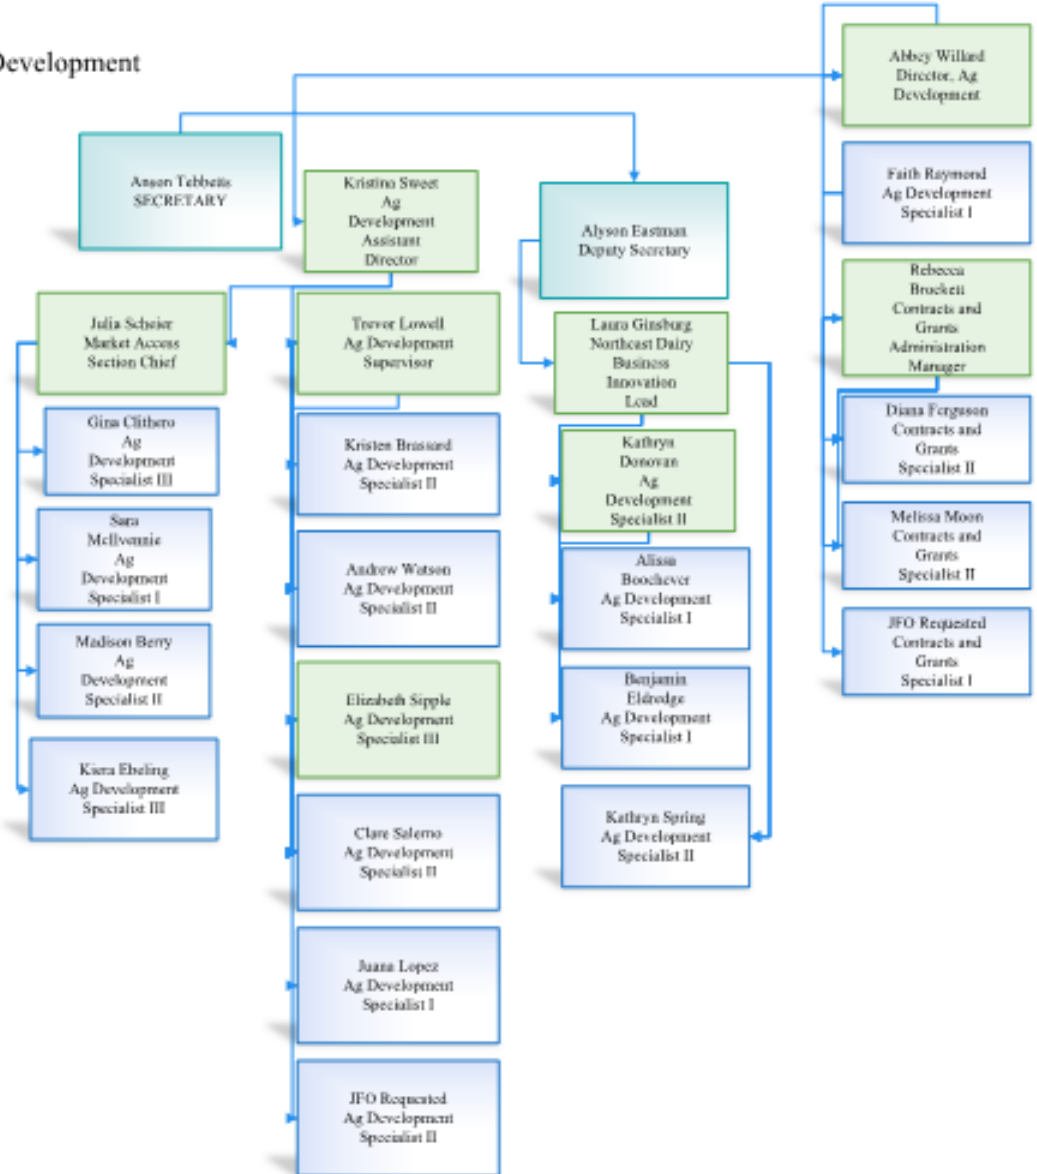 Development
Anson Tebbetts
SECRETARY
Kristina Sweet
Ag
Development
Assistant
Director
Alyson Eastman
Deputy Secretary
Abbey Willard
Director, Ag
Development
Faith Raymond
Ag Development
Specialist I
Julia Scheier
Market Access
Section Chief
Gina Clithero
Ag
Development
Specialist III
Sara
McIlvennie
Ag
Development
Specialist I
Madison Berry
Ag
Development
Specialist II
Kiera Ebeling
Ag Development
Specialist III
Trevor Lowell
Ag Development
Supervisor
Kristen Brassard
Ag Development
Specialist II
Andrew Watson
Ag Development
Specialist II
Elizabeth Sipple
Ag Development
Specialist III
Clare Salerno
Ag Development
Specialist II
Juana Lopez
Ag Development
Specialist I
JFO Requested
Ag Development
Specialist II
Laura Ginsburg
Northeast Dairy
Business
Innovation
Lead
Kathryn
Donovan
Ag
Development
Specialist II
Alissa
Boochever
Ag Development
Specialist I
Benjamin
Eldredge
Ag Development
Specialist I
Kathryn Spring
Ag Development
Specialist II
Rebecca
Brockett
Contracts and
Grants
Administration
Manager
Diana Ferguson
Contracts and
Grants
Specialist II
Melissa Moon
Contracts and
Grants
Specialist II
JFO Requested
Contracts and
Grants
Specialist I